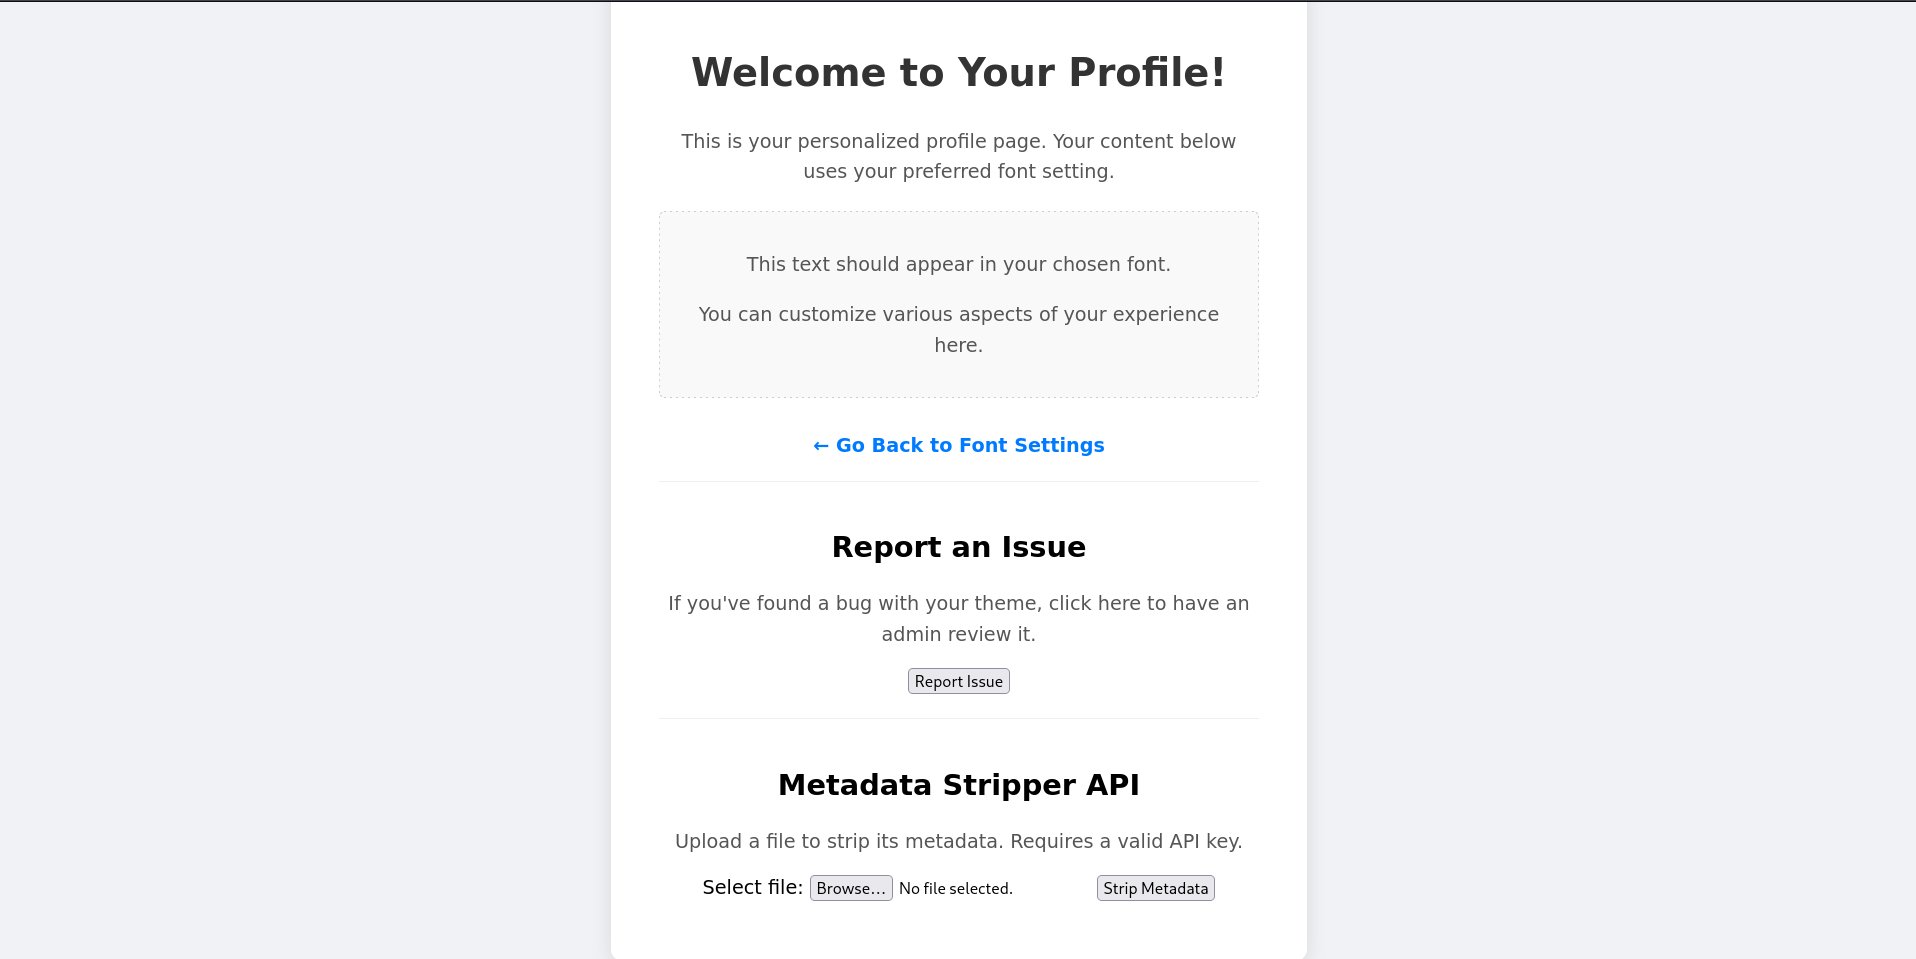 Welcome to Your Profile!
This is your personalized profile page. Your content below
uses your preferred font setting.
This text should appear in your chosen font.
You can customize various aspects of your experience
here.
← Go Back to Font Settings
Report an Issue
If you've found a bug with your theme, click here to have an
admin review it.
Report Issue
Metadata Stripper API
Upload a file to strip its metadata. Requires a valid API key.
Select file: Browse... No file selected. Strip Metadata